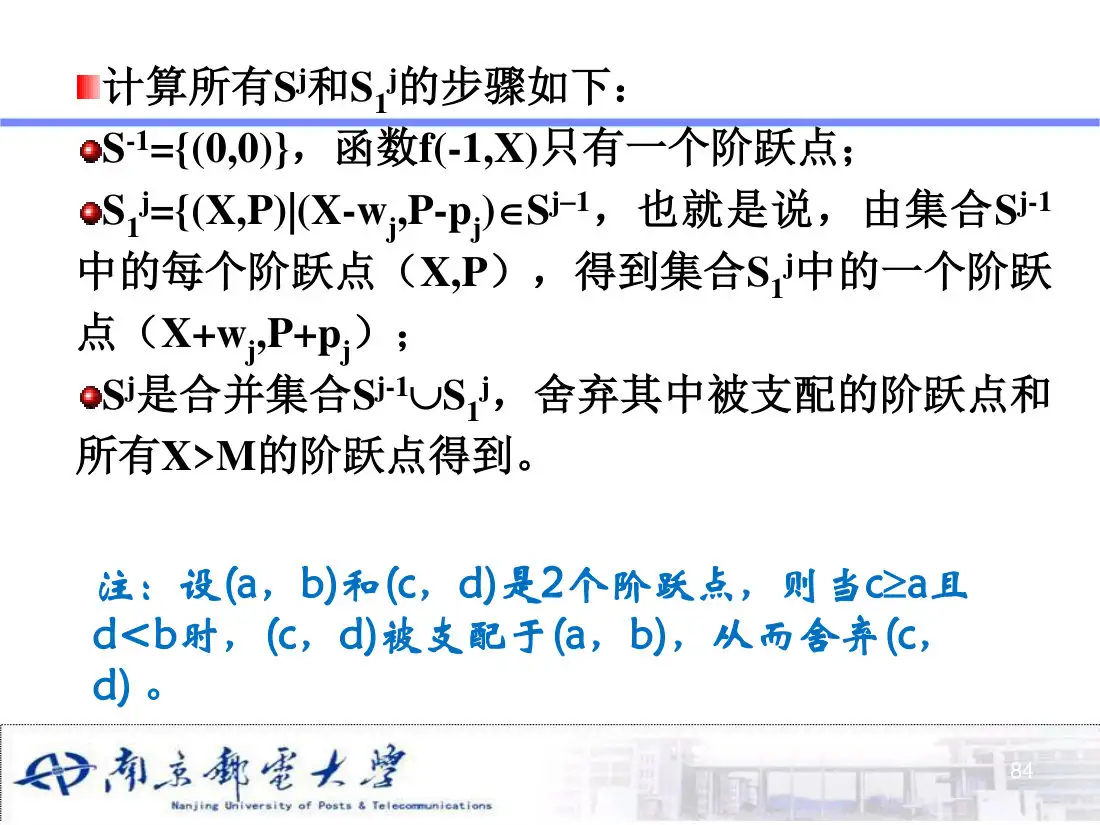 计算所有Sʲ和S₁ʲ的步骤如下：
S⁻¹={(0,0)}，函数f(-1,X)只有一个阶跃点；
S₁ʲ={(X,P)|(X-wⱼ,P-pⱼ)∈Sʲ⁻¹，也就是说，由集合Sʲ⁻¹
中的每个阶跃点（X,P），得到集合S₁ʲ中的一个阶跃
点（X+wⱼ,P+pⱼ）；
Sʲ是合并集合Sʲ⁻¹∪S₁ʲ，舍弃其中被支配的阶跃点和
所有X>M的阶跃点得到。
注：设(a，b)和(c，d)是2个阶跃点，则当c≥a且
d<b时，(c，d)被支配于(a，b)，从而舍弃(c，
d) 。
南京邮电大学
Nanjing University of Posts & Telecommunications
84